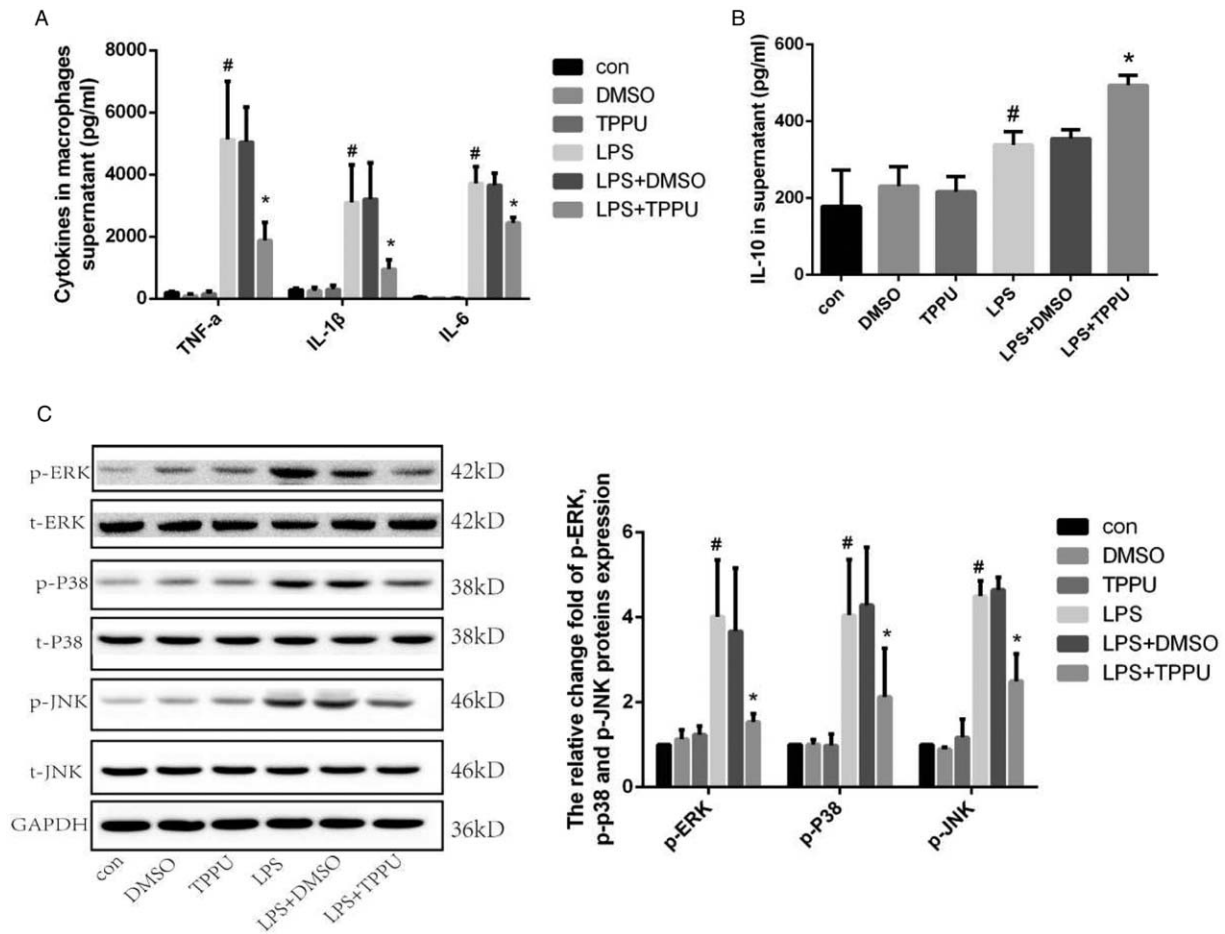 A
Cytokines in macrophages
supernatant (pg/ml)
8000
6000
4000
2000
0
#
*
#
*
#
*
TNF-a
IL-1β
IL-6
con
DMSO
TPPU
LPS
LPS+DMSO
LPS+TPPU
B
IL-10 in supernatant (pg/ml)
600
400
200
0
#
*
con
DMSO
TPPU
LPS
LPS+DMSO
LPS+TPPU
C
p-ERK 42kD
t-ERK 42kD
p-P38 38kD
t-P38 38kD
p-JNK 46kD
t-JNK 46kD
GAPDH 36kD
con
DMSO
TPPU
LPS
LPS+DMSO
LPS+TPPU
The relative change fold of p-ERK,
p-p38 and p-JNK proteins expression
6
4
2
0
#
*
#
*
#
*
p-ERK
p-P38
p-JNK
con
DMSO
TPPU
LPS
LPS+DMSO
LPS+TPPU